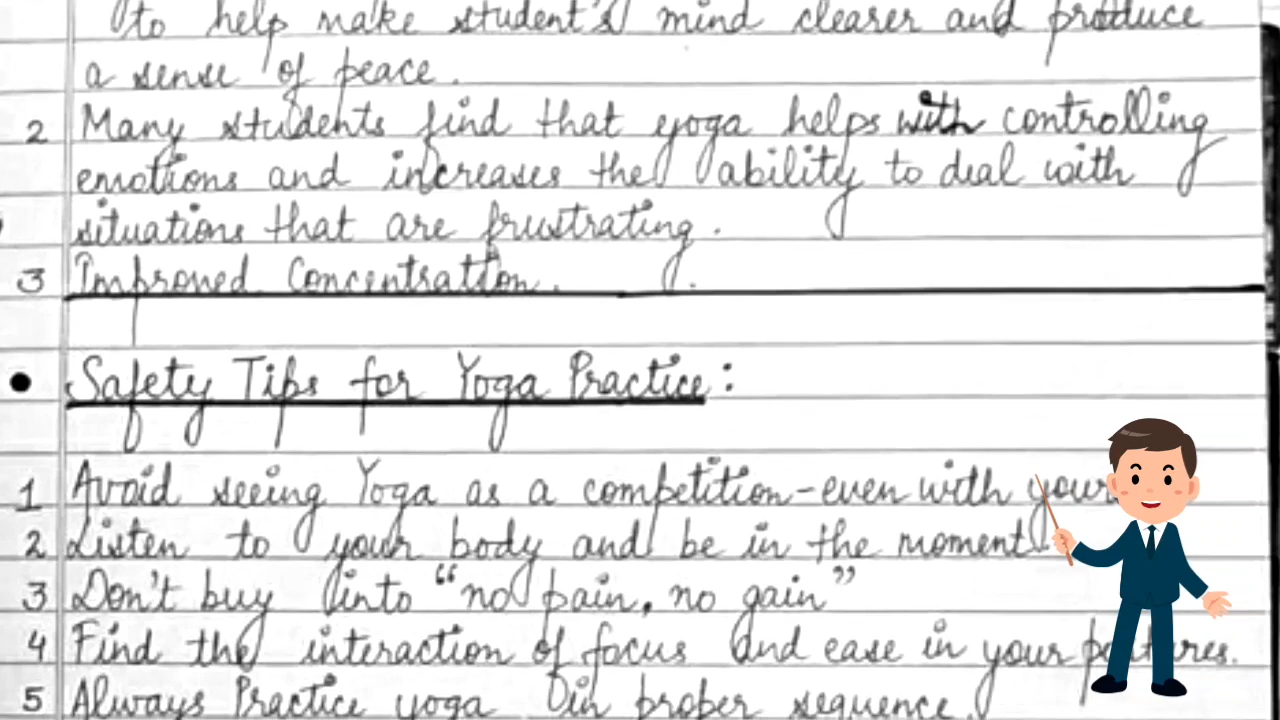 to help make student's mind clearer and produce
a sense of peace.
2 Many students find that yoga helps with controlling
emotions and increases the ability to deal with
situations that are frustrating.
3 Improved Concentration.
• Safety Tips for Yoga Practice:
1 Avoid seeing Yoga as a competition-even with your
2 Listen to your body and be in the moment.
3 Don't buy into "no pain, no gain"
4 Find the interaction of focus and ease in your
5 Always Practice yoga in proper sequence.